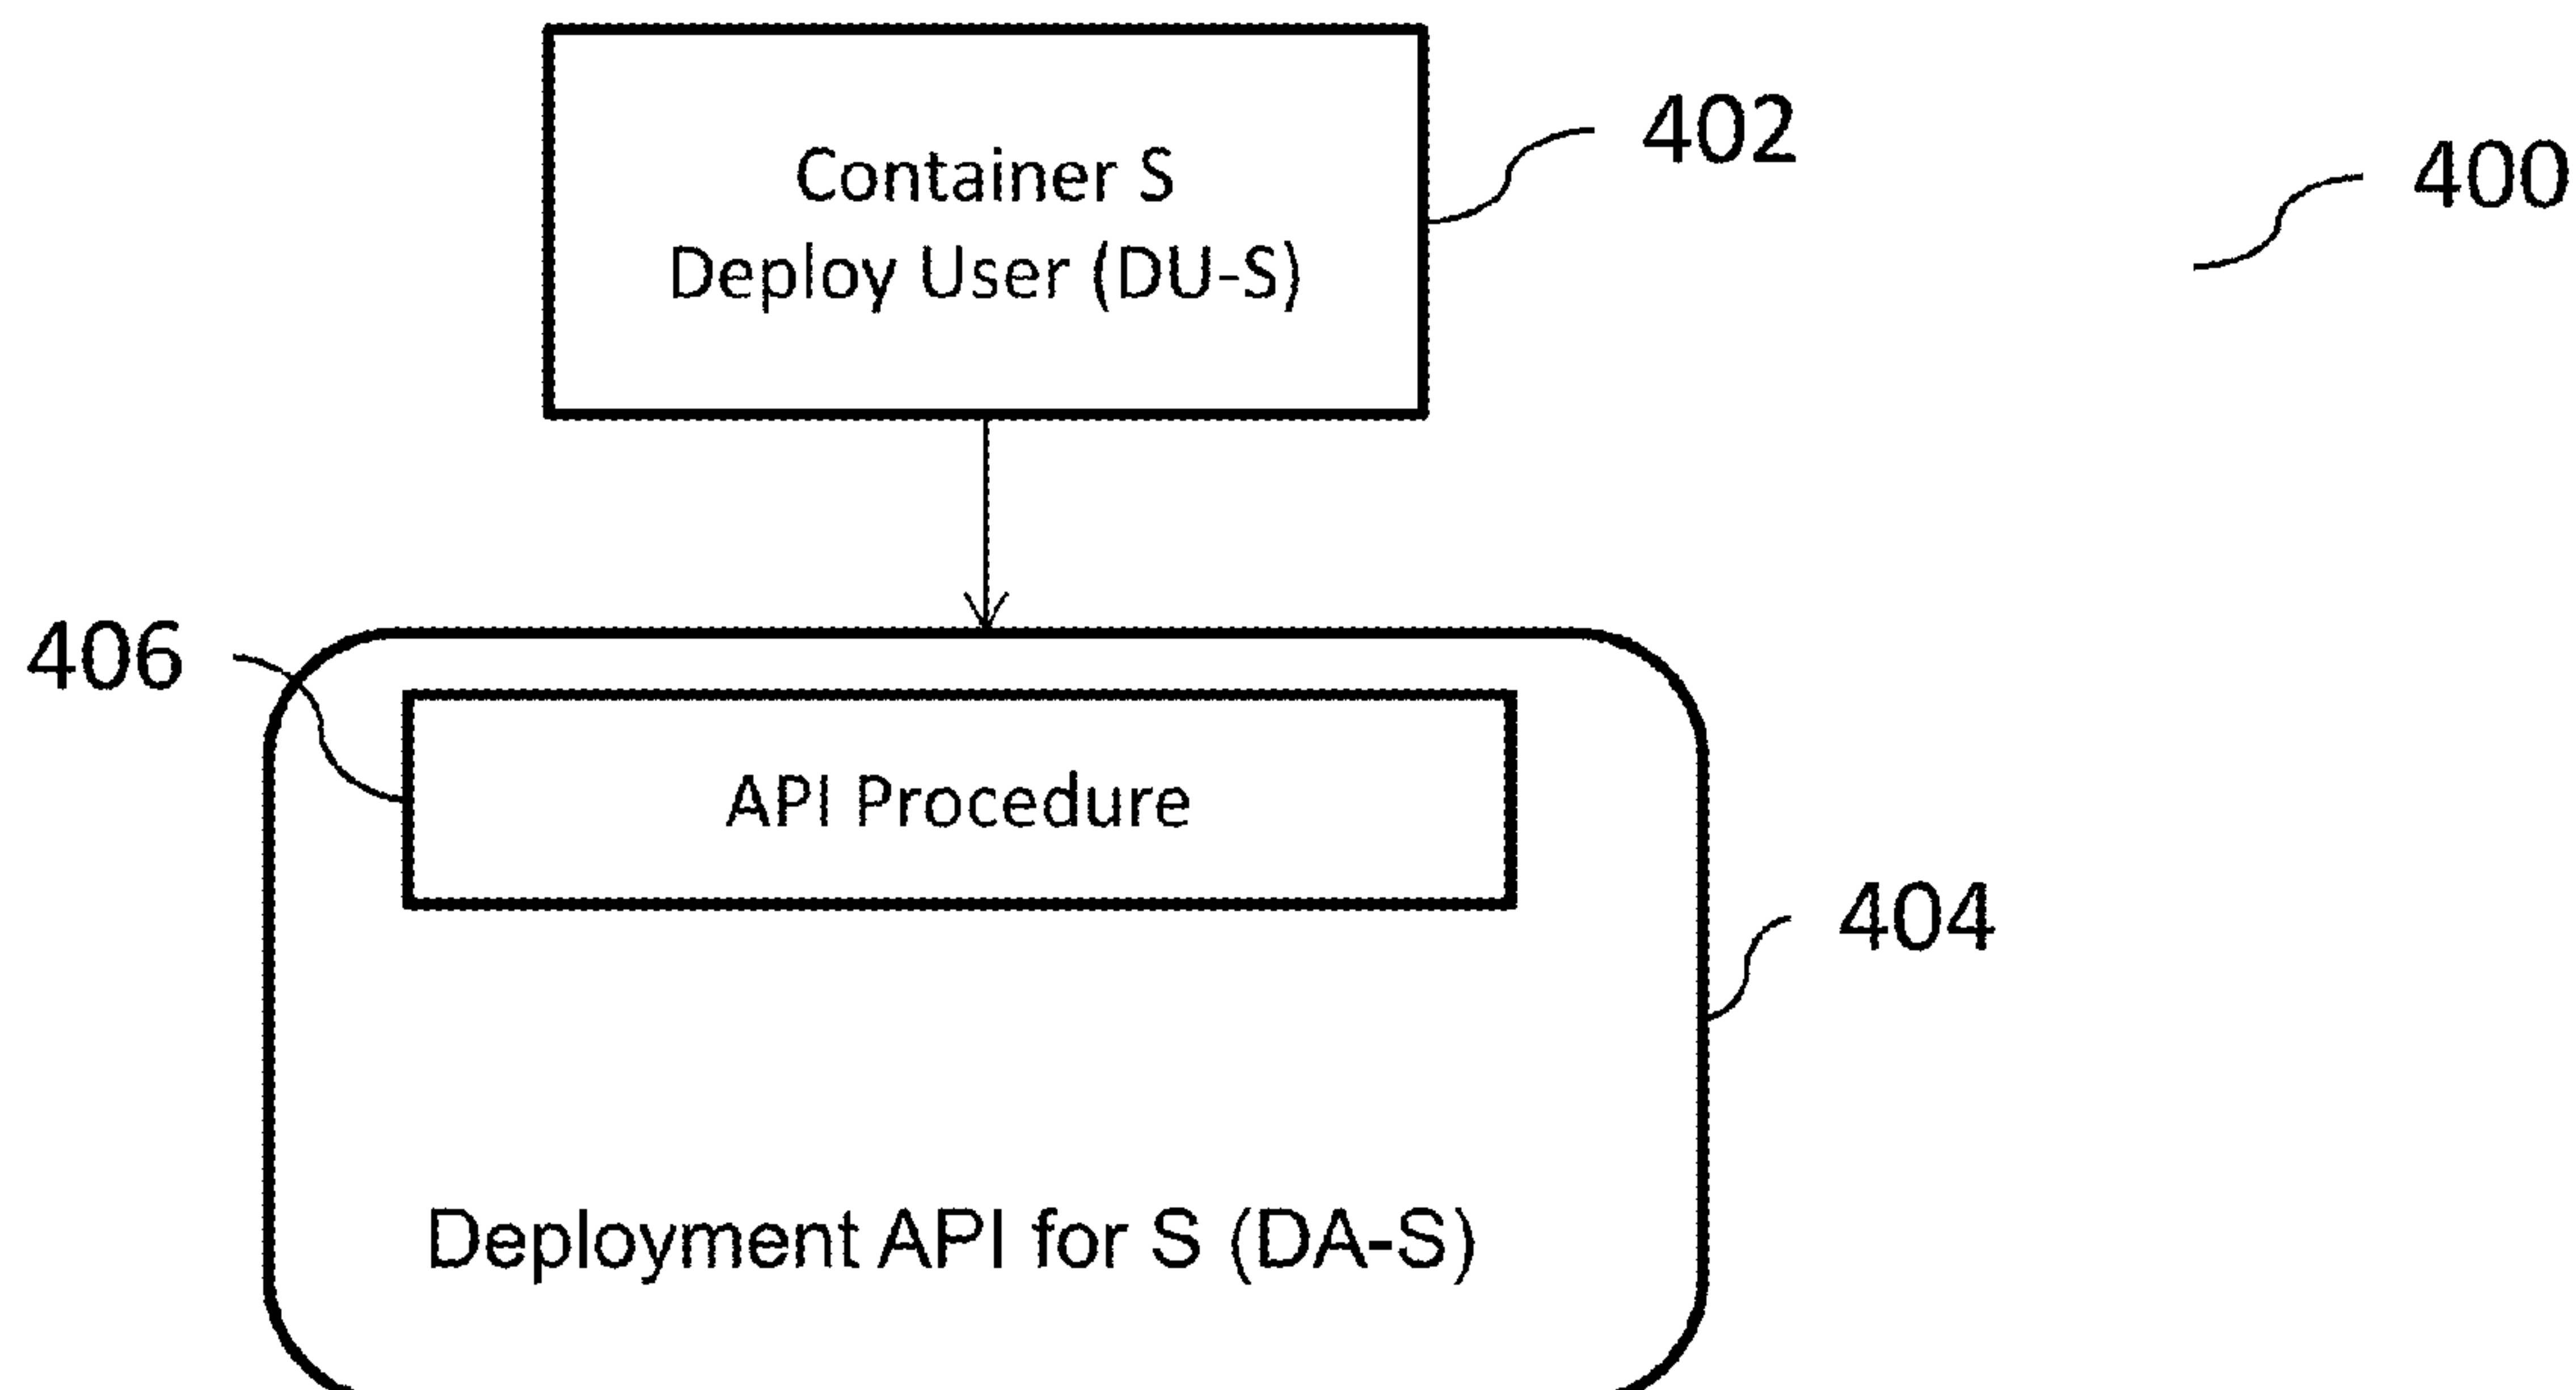 Container S
Deploy User (DU-S)
402
400
406
API Procedure
404
Deployment API for S (DA-S)